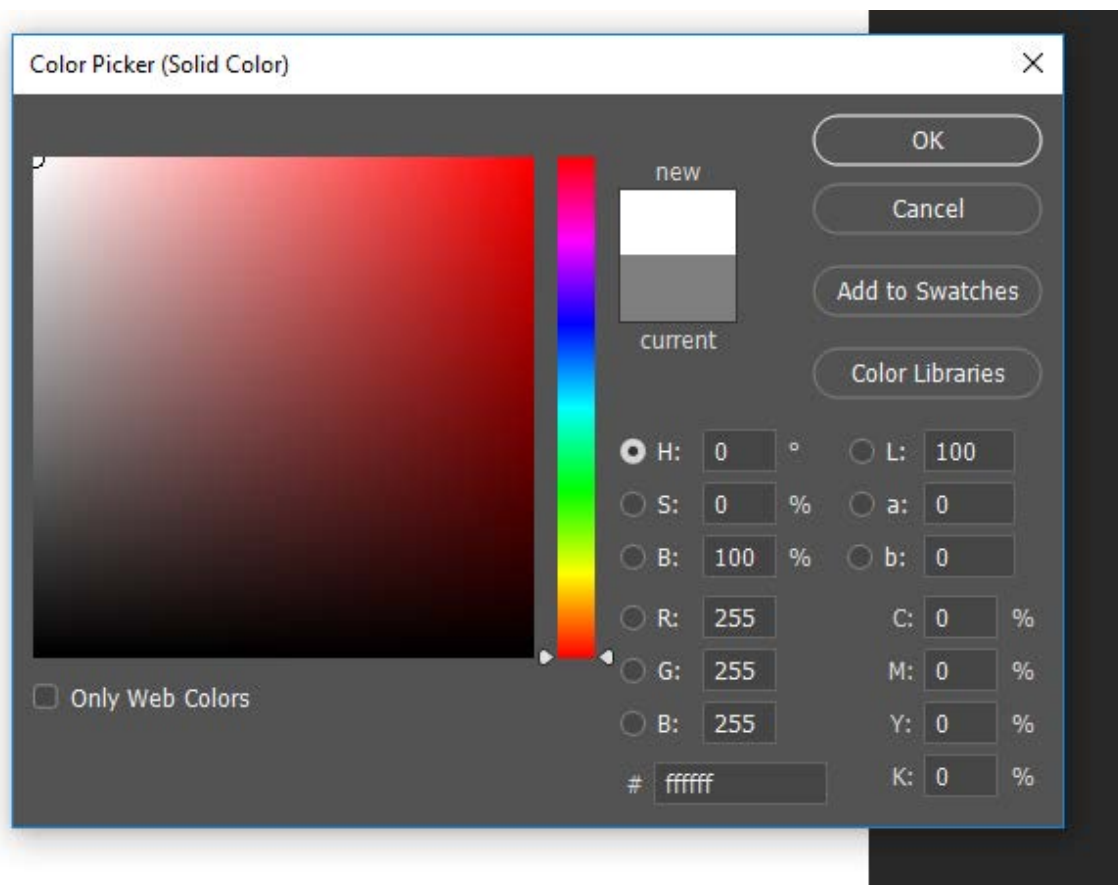 Color Picker (Solid Color)
OK
new
Cancel
Add to Swatches
current
Color Libraries
H: 0 ° L: 100
S: 0 % a: 0
B: 100 % b: 0
R: 255 C: 0 %
G: 255 M: 0 %
Only Web Colors
B: 255 Y: 0 %
# ffffff K: 0 %